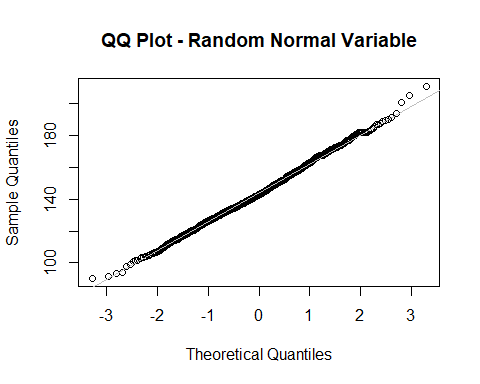 QQ Plot - Random Normal Variable
Sample Quantiles
180
140
100
-3 -2 -1 0 1 2 3
Theoretical Quantiles